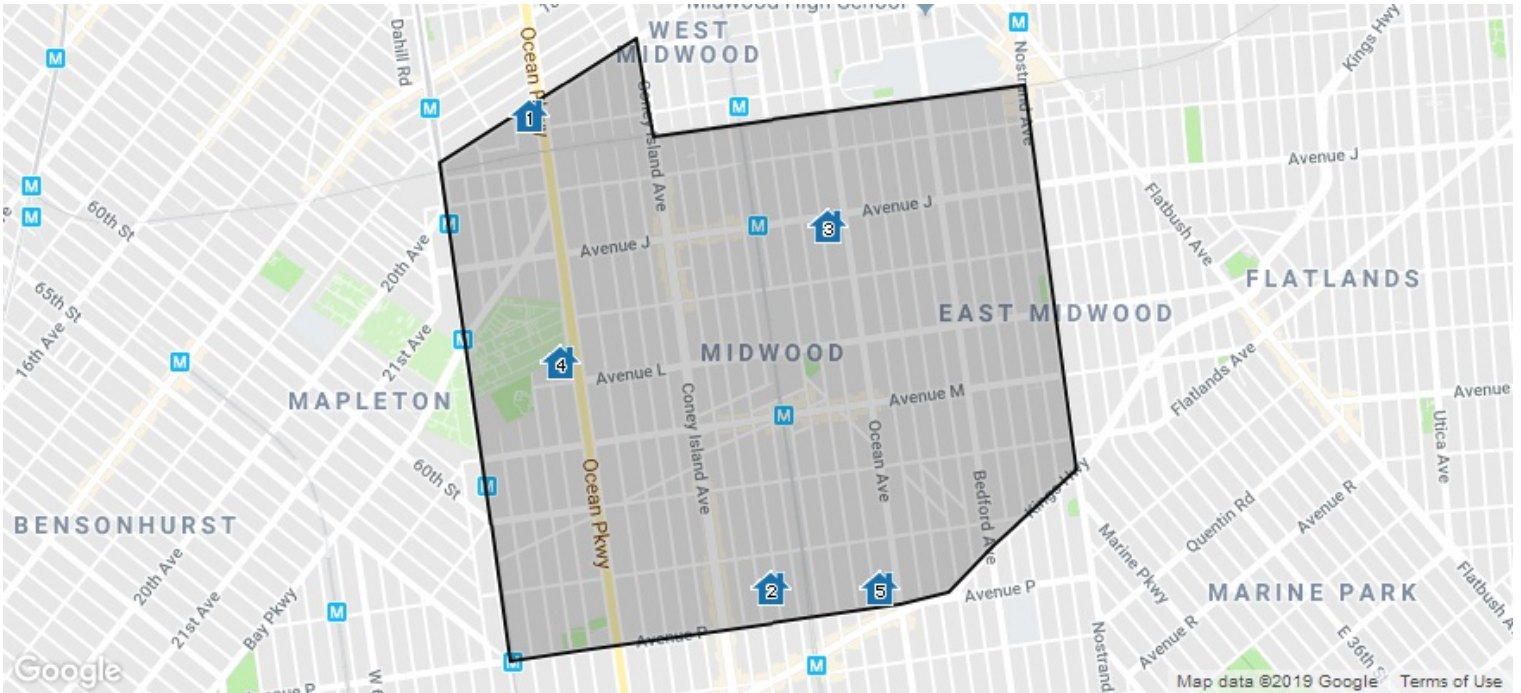 Midwood High School
WEST
MIDWOOD
Dahill Rd
Ocean Pkwy
Kings Hwy
Nostrand Ave
Coney Island Ave
1
Avenue J
60th St
20th Ave
Avenue J
3
Avenue J
Flatbush Ave
FLATLANDS
65th St
16th Ave
21st Ave
EAST MIDWOOD
MIDWOOD
4
Avenue L
MAPLETON
Coney Island Ave
Avenue M
Flatlands Ave
Avenue
Utica Ave
60th St
Ocean Pkwy
Ocean Ave
Bedford Ave
Kings Hwy
Quentin Rd
Avenue R
BENSONHURST
20th Ave
21st Ave
Bay Pkwy
2
5
Avenue P
Marine Pkwy
MARINE PARK
Flatbush A
Avenue P
Nostrand
Avenue R
E 36th St
Google
Avenue P
Map data ©2019 Google
Terms of Use